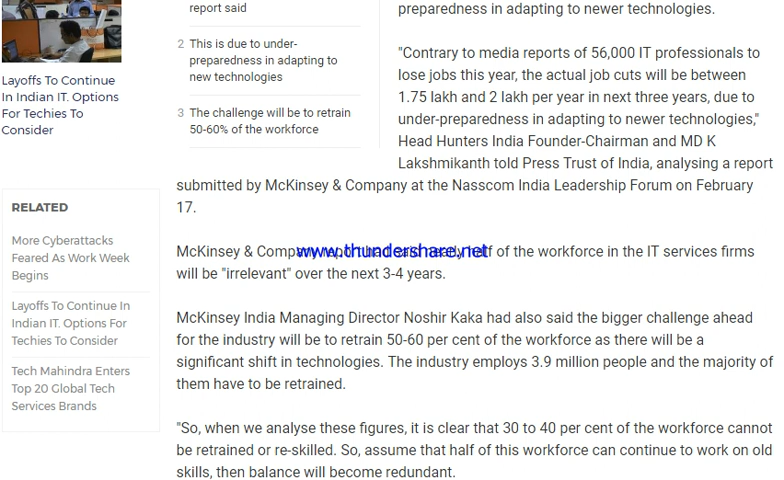 report said
2 This is due to under-
preparedness in adapting to
new technologies
3 The challenge will be to retrain
50-60% of the workforce
Layoffs To Continue
In Indian IT. Options
For Techies To
Consider
RELATED
More Cyberattacks
Feared As Work Week
Begins
Layoffs To Continue In
Indian IT. Options For
Techies To Consider
Tech Mahindra Enters
Top 20 Global Tech
Services Brands
preparedness in adapting to newer technologies.
"Contrary to media reports of 56,000 IT professionals to
lose jobs this year, the actual job cuts will be between
1.75 lakh and 2 lakh per year in next three years, due to
under-preparedness in adapting to newer technologies,"
Head Hunters India Founder-Chairman and MD K
Lakshmikanth told Press Trust of India, analysing a report
submitted by McKinsey & Company at the Nasscom India Leadership Forum on February
17.
McKinsey & Company report half of the workforce in the IT services firms
www.thundershare.net
will be "irrelevant" over the next 3-4 years.
McKinsey India Managing Director Noshir Kaka had also said the bigger challenge ahead
for the industry will be to retrain 50-60 per cent of the workforce as there will be a
significant shift in technologies. The industry employs 3.9 million people and the majority of
them have to be retrained.
"So, when we analyse these figures, it is clear that 30 to 40 per cent of the workforce cannot
be retrained or re-skilled. So, assume that half of this workforce can continue to work on old
skills, then balance will become redundant.